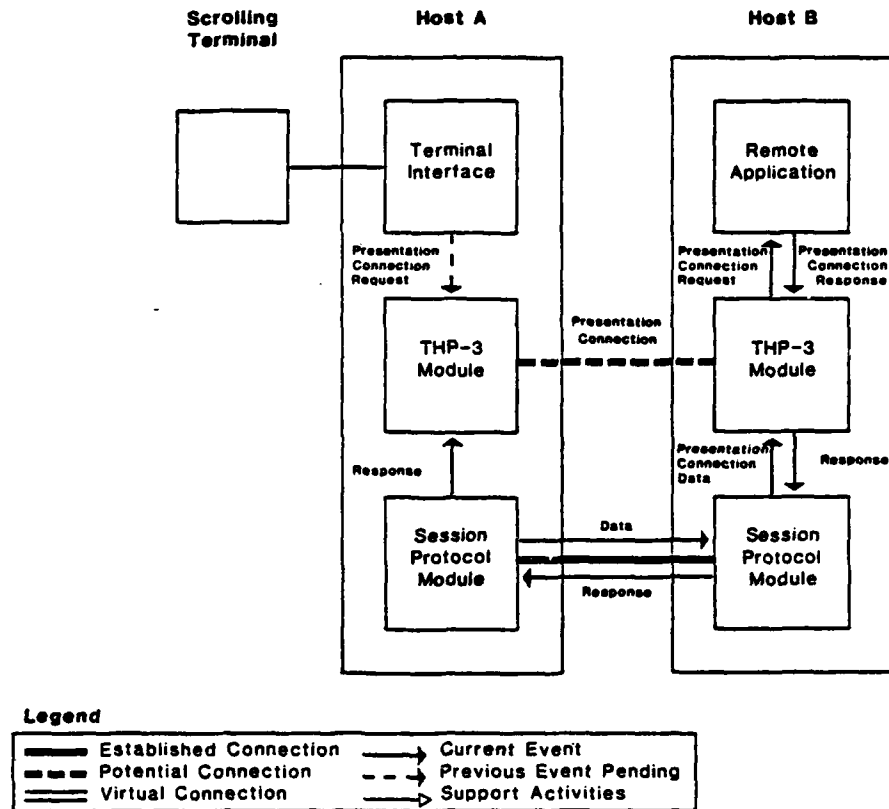 Scrolling
Terminal
Host A
Host B
Terminal
Interface
Remote
Application
Presentation
Connection
Request
Presentation
Connection
Request
Presentation
Connection
Response
THP-3
Module
Presentation
Connection
THP-3
Module
Response
Presentation
Connection
Data
Response
Session
Protocol
Module
Data
Response
Session
Protocol
Module
Legend
Established Connection
Current Event
Potential Connection
Previous Event Pending
Virtual Connection
Support Activities